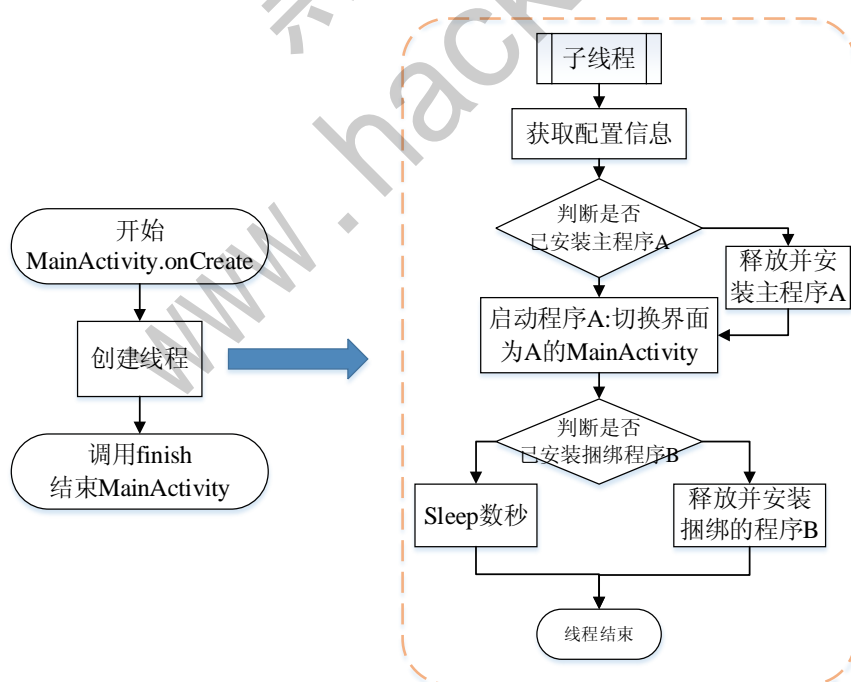 开始
MainActivity.onCreate
创建线程
调用finish
结束MainActivity
子线程
获取配置信息
判断是否
已安装主程序A
释放并安
装主程序A
启动程序A:切换界面
为A的MainActivity
判断是否
已安装捆绑程序B
Sleep数秒
释放并安装
捆绑的程序B
线程结束
www.hack